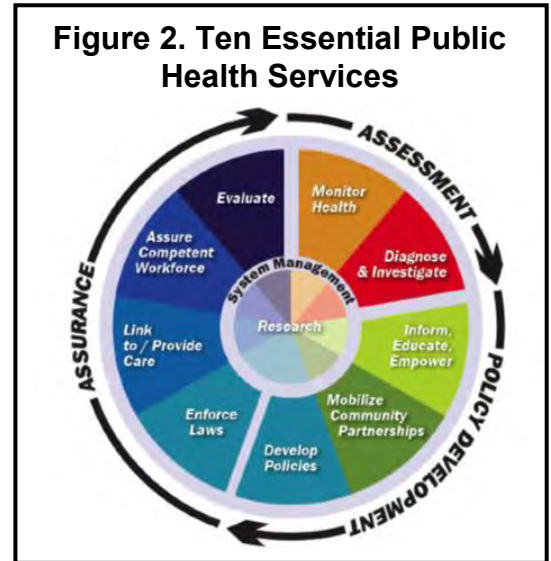 Figure 2. Ten Essential Public
Health Services
ASSESSMENT
POLICY DEVELOPMENT
ASSURANCE
Monitor
Health
Diagnose
& Investigate
Inform,
Educate,
Empower
Mobilize
Community
Partnerships
Develop
Policies
Enforce
Laws
Link
to / Provide
Care
Assure
Competent
Workforce
Evaluate
System Management
Research